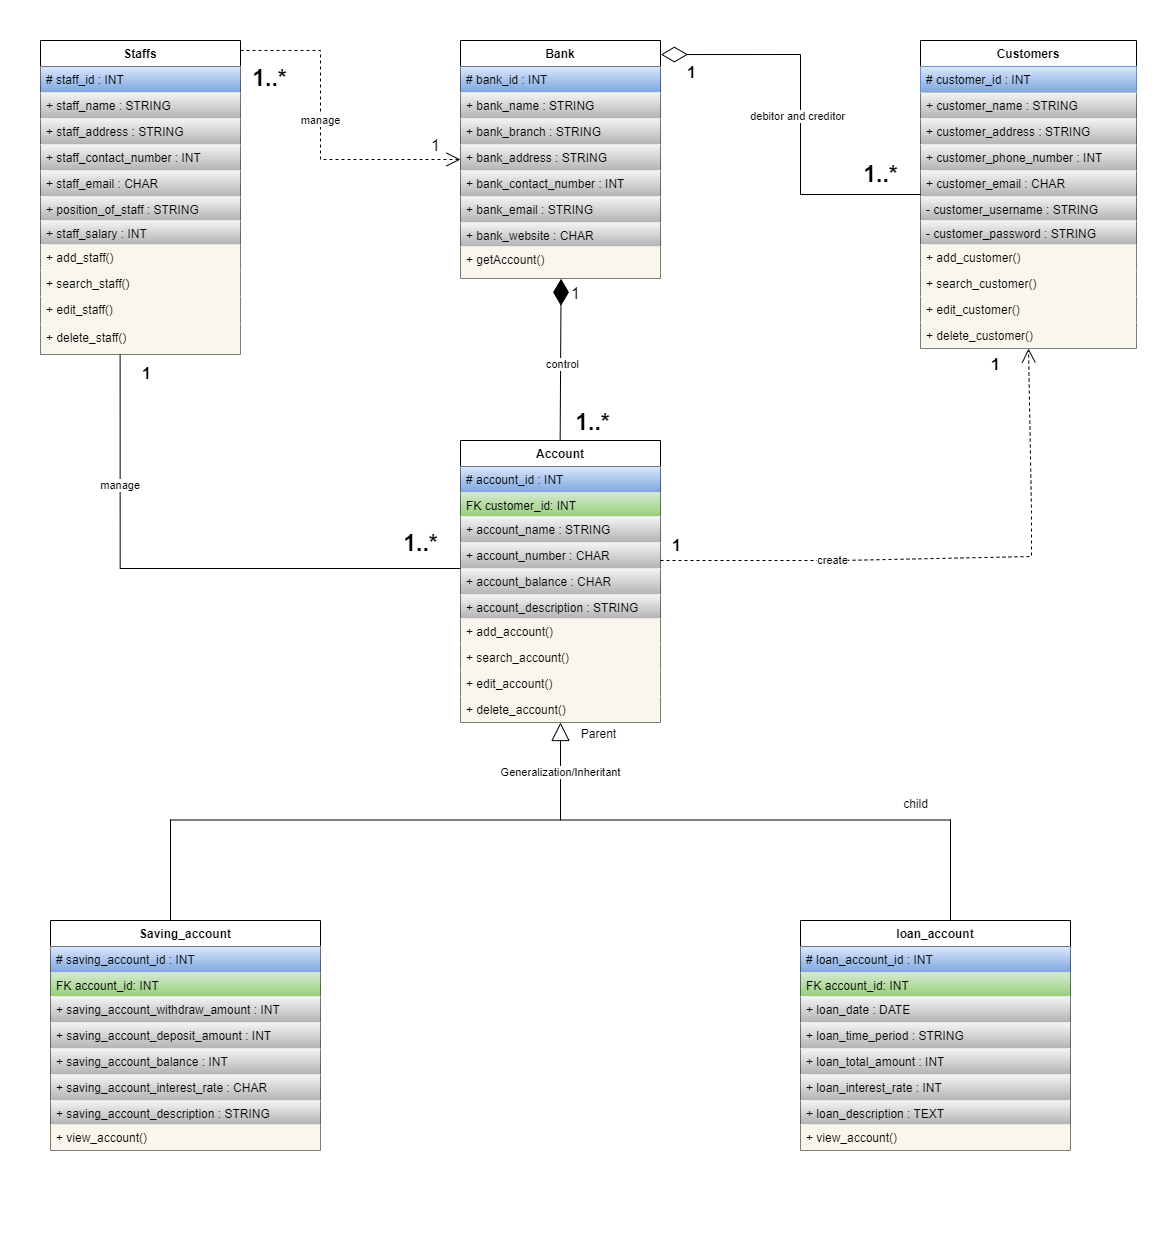 Staffs
# staff_id : INT
+ staff_name : STRING
+ staff_address : STRING
+ staff_contact_number : INT
+ staff_email : CHAR
+ position_of_staff : STRING
+ staff_salary : INT
+ add_staff()
+ search_staff()
+ edit_staff()
+ delete_staff()
1..*
manage
1
Bank
# bank_id : INT
+ bank_name : STRING
+ bank_branch : STRING
+ bank_address : STRING
+ bank_contact_number : INT
+ bank_email : STRING
+ bank_website : CHAR
+ getAccount()
1
debitor and creditor
1..*
Customers
# customer_id : INT
+ customer_name : STRING
+ customer_address : STRING
+ customer_phone_number : INT
+ customer_email : CHAR
- customer_username : STRING
- customer_password : STRING
+ add_customer()
+ search_customer()
+ edit_customer()
+ delete_customer()
1
control
1..*
1
manage
1..*
1
create
1
Account
# account_id : INT
FK customer_id: INT
+ account_name : STRING
+ account_number : CHAR
+ account_balance : CHAR
+ account_description : STRING
+ add_account()
+ search_account()
+ edit_account()
+ delete_account()
Parent
Generalization/Inheritant
child
Saving_account
# saving_account_id : INT
FK account_id: INT
+ saving_account_withdraw_amount : INT
+ saving_account_deposit_amount : INT
+ saving_account_balance : INT
+ saving_account_interest_rate : CHAR
+ saving_account_description : STRING
+ view_account()
loan_account
# loan_account_id : INT
FK account_id: INT
+ loan_date : DATE
+ loan_time_period : STRING
+ loan_total_amount : INT
+ loan_interest_rate : INT
+ loan_description : TEXT
+ view_account()